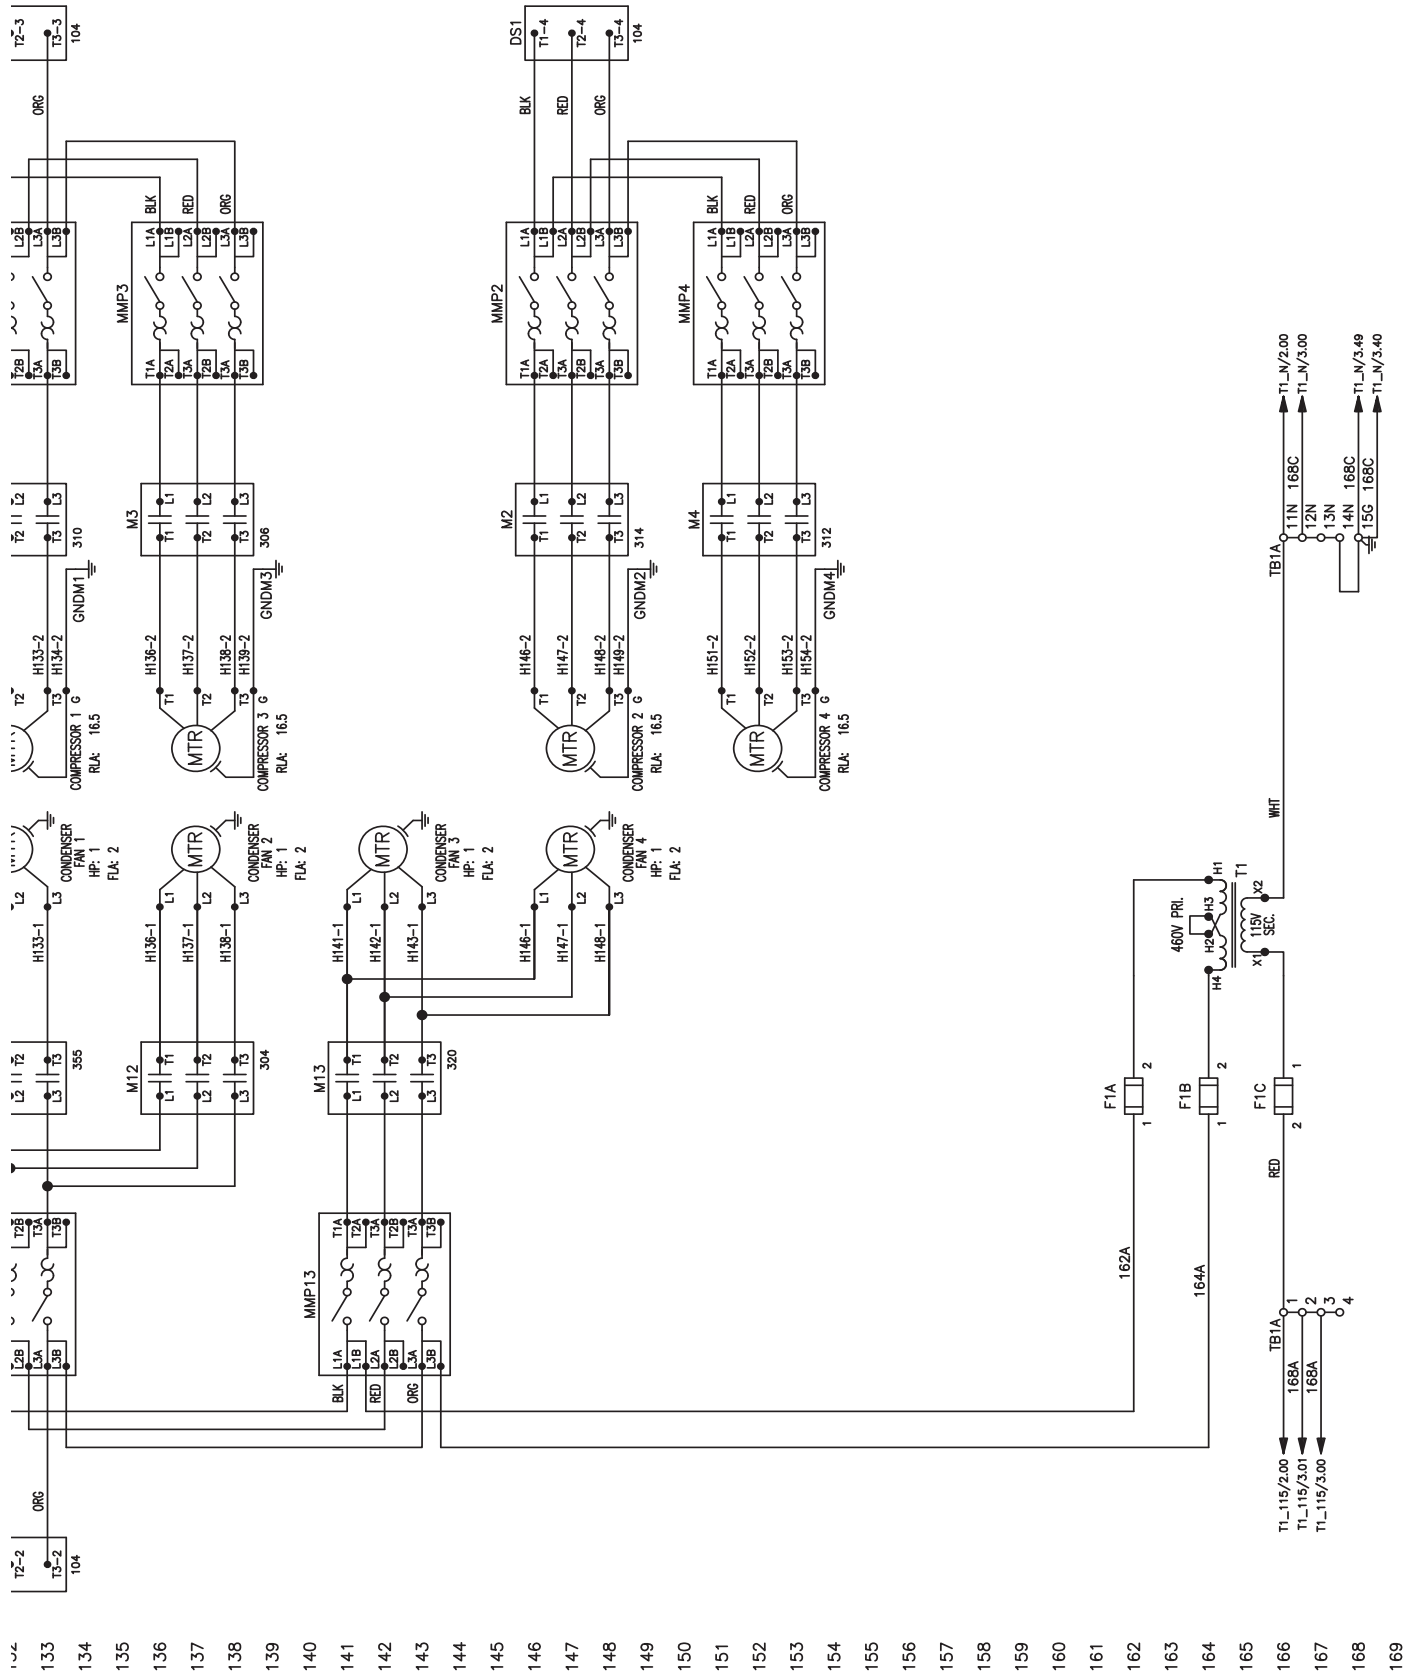 T2-3
T3-3
104
ORG
DS1
T1-4
T2-4
T3-4
104
BLK
RED
ORG
L2B
L3A
L3B
BLK
RED
ORG
L1A
L1B
L2A
L2B
L3A
L3B
MMP3
T2B
T3A
T3B
T1A
T2A
T3A
T2B
T3A
T3B
MMP2
L1A
L1B
L2A
L2B
L3A
L3B
T1A
T2A
T3A
T2B
T3A
T3B
BLK
RED
ORG
MMP4
L1A
L1B
L2A
L2B
L3A
L3B
T1A
T2A
T3A
T2B
T3A
T3B
L2
L3
T2
T3
310
M3
L1
L2
L3
T1
T2
T3
306
M2
L1
L2
L3
T1
T2
T3
314
M4
L1
L2
L3
T1
T2
T3
312
GNDM1
GNDM3
GNDM2
GNDM4
H133-2
H134-2
H136-2
H137-2
H138-2
H139-2
H146-2
H147-2
H148-2
H149-2
H151-2
H152-2
H153-2
H154-2
T2
T3
G
MTR
COMPRESSOR 1
RLA: 16.5
T1
T2
T3
G
MTR
COMPRESSOR 3
RLA: 16.5
T1
T2
T3
G
MTR
COMPRESSOR 2
RLA: 16.5
T1
T2
T3
G
MTR
COMPRESSOR 4
RLA: 16.5
MTR
CONDENSER
FAN 1
HP: 1
FLA: 2
L2
L3
H133-1
MTR
CONDENSER
FAN 2
HP: 1
FLA: 2
L1
L2
L3
H136-1
H137-1
H138-1
MTR
CONDENSER
FAN 3
HP: 1
FLA: 2
L1
L2
L3
H141-1
H142-1
H143-1
MTR
CONDENSER
FAN 4
HP: 1
FLA: 2
L1
L2
L3
H146-1
H147-1
H148-1
T2
T3
L2
L3
355
M12
T1
T2
T3
L1
L2
L3
304
M13
T1
T2
T3
L1
L2
L3
320
T2B
T3A
T3B
L2B
L3A
L3B
MMP13
T1A
T2A
T3A
T2B
T3A
T3B
L1A
L1B
L2A
L2B
L3A
L3B
BLK
RED
ORG
ORG
T2-2
T3-2
104
T1_N/2.00
T1_N/3.00
T1_N/3.49
T1_N/3.40
168C
168C
168C
TB1A
11N
12N
13N
14N
15G
WHT
460V PRI.
H1
H3
H2
H4
T1
X2
X1
115V
SEC.
F1A
2
1
F1B
2
1
F1C
1
2
RED
162A
164A
TB1A
1
2
3
4
168A
168A
T1_115/2.00
T1_115/3.01
T1_115/3.00
133
134
135
136
137
138
139
140
141
142
143
144
145
146
147
148
149
150
151
152
153
154
155
156
157
158
159
160
161
162
163
164
165
166
167
168
169